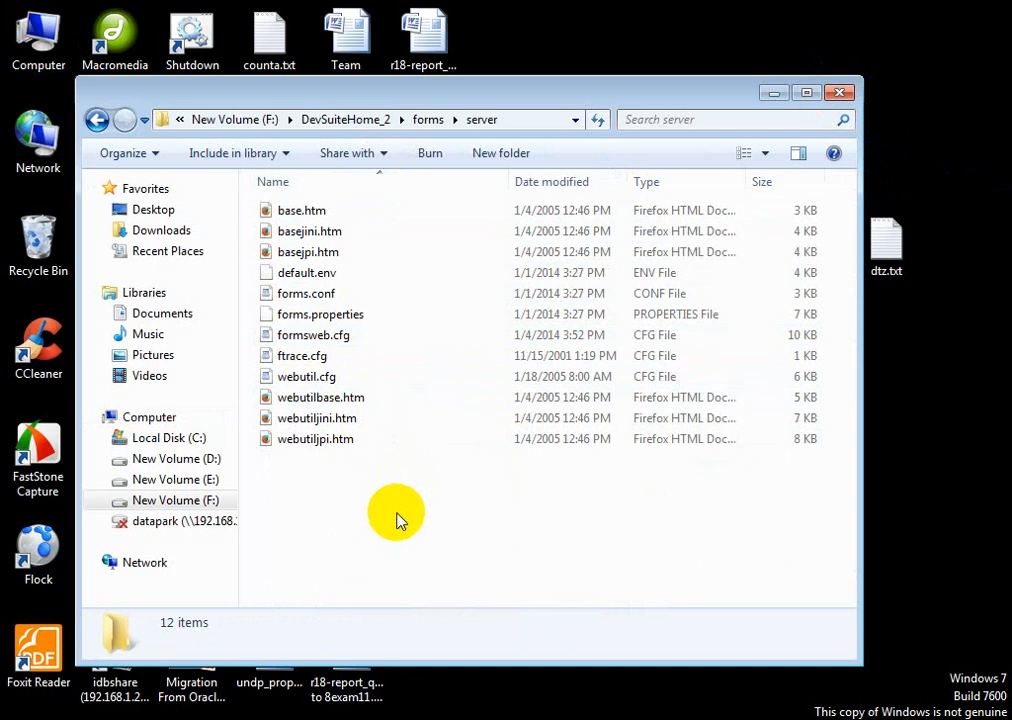 Computer
Macromedia
Shutdown
counta.txt
Team
r18-report_...
Network
Recycle Bin
CCleaner
FastStone
Capture
Flock
Foxit Reader
« New Volume (F:) DevSuiteHome_2 forms server
Search server
Organize Include in library Share with Burn New folder
Name Date modified Type Size
base.htm 1/4/2005 12:46 PM Firefox HTML Doc... 3 KB
basejini.htm 1/4/2005 12:46 PM Firefox HTML Doc... 4 KB
basejpi.htm 1/4/2005 12:46 PM Firefox HTML Doc... 4 KB
default.env 1/1/2014 3:27 PM ENV File 4 KB
forms.conf 1/1/2014 3:27 PM CONF File 3 KB
forms.properties 1/1/2014 3:27 PM PROPERTIES File 7 KB
formsweb.cfg 1/4/2014 3:52 PM CFG File 10 KB
ftrace.cfg 11/15/2001 1:19 PM CFG File 1 KB
webutil.cfg 1/18/2005 8:00 AM CFG File 6 KB
webutilbase.htm 1/4/2005 12:46 PM Firefox HTML Doc... 5 KB
webutiljini.htm 1/4/2005 12:46 PM Firefox HTML Doc... 7 KB
webutiljpi.htm 1/4/2005 12:46 PM Firefox HTML Doc... 8 KB
Favorites
Desktop
Downloads
Recent Places
Libraries
Documents
Music
Pictures
Videos
Computer
Local Disk (C:)
New Volume (D:)
New Volume (E:)
New Volume (F:)
datapark (\\192.168.
Network
12 items
dtz.txt
idbshare
(192.168.1.2...
Migration
From Oracl...
undp_prop...
r18-report_q...
to 8exam11....
Windows 7
Build 7600
This copy of Windows is not genuine